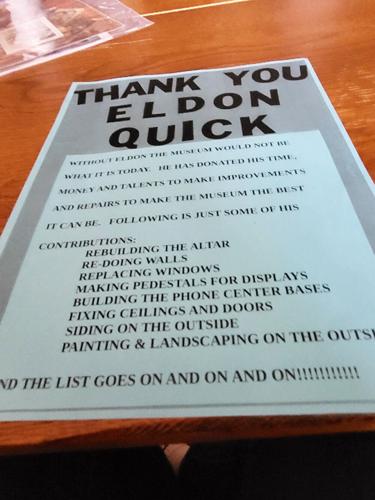 THANK YOU
ELDON
QUICK
WITHOUT ELDON THE MUSEUM WOULD NOT BE
WHAT IT IS TODAY. HE HAS DONATED HIS TIME,
MONEY AND TALENTS TO MAKE IMPROVEMENTS
AND REPAIRS TO MAKE THE MUSEUM THE BEST
IT CAN BE. FOLLOWING IS JUST SOME OF HIS
CONTRIBUTIONS:
REBUILDING THE ALTAR
RE-DOING WALLS
REPLACING WINDOWS
MAKING PEDESTALS FOR DISPLAYS
BUILDING THE PHONE CENTER BASES
FIXING CEILINGS AND DOORS
SIDING ON THE OUTSIDE
PAINTING & LANDSCAPING ON THE OUTSI
ND THE LIST GOES ON AND ON AND ON!!!!!!!!!!!!